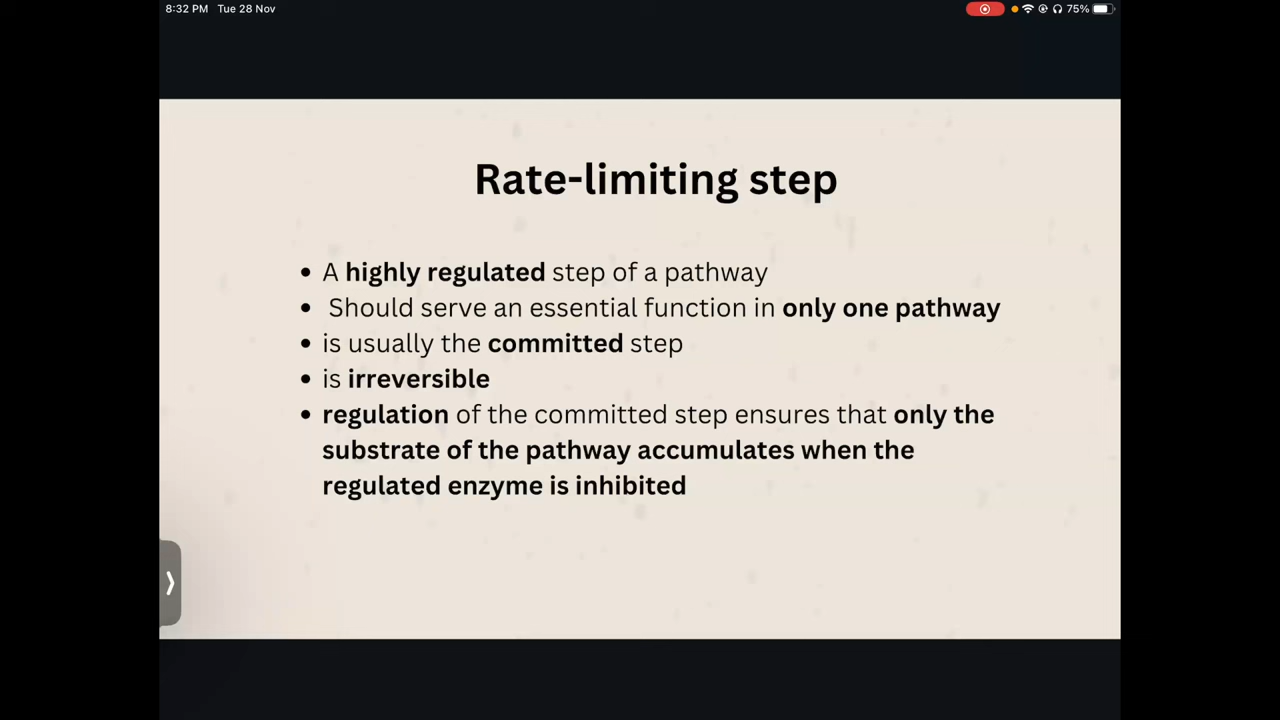 8:32 PM Tue 28 Nov
75%
Rate-limiting step
• A highly regulated step of a pathway
• Should serve an essential function in only one pathway
• is usually the committed step
• is irreversible
• regulation of the committed step ensures that only the
substrate of the pathway accumulates when the
regulated enzyme is inhibited